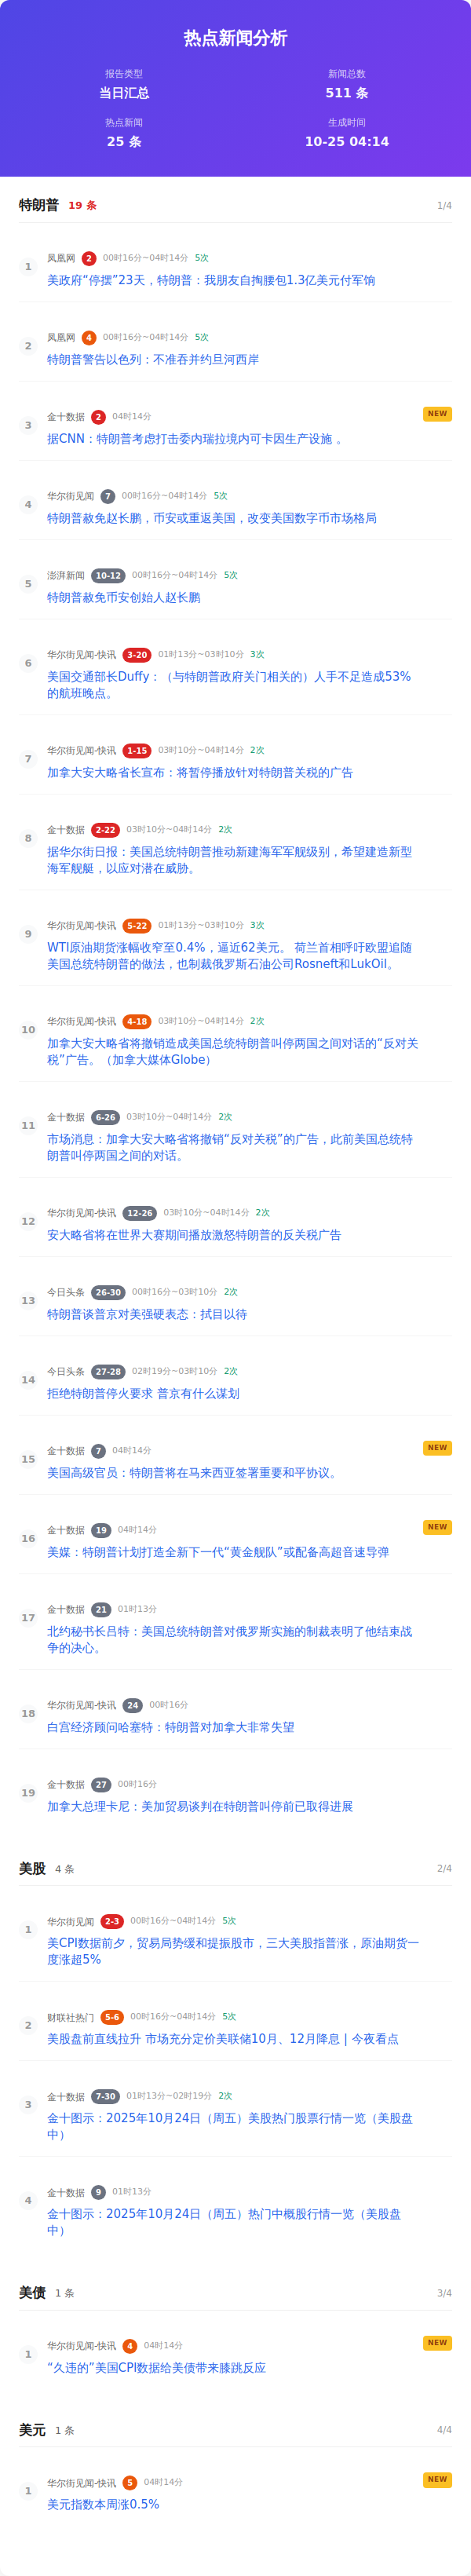 热点新闻分析
报告类型
新闻总数
当日汇总
511 条
热点新闻
生成时间
25 条
10-25 04:14
特朗普 19 条 1/4
1
凤凰网 2 00时16分~04时14分 5次
美政府“停摆”23天，特朗普：我朋友自掏腰包1.3亿美元付军饷
2
凤凰网 4 00时16分~04时14分 5次
特朗普警告以色列：不准吞并约旦河西岸
3
金十数据 2 04时14分 NEW
据CNN：特朗普考虑打击委内瑞拉境内可卡因生产设施 。
4
华尔街见闻 7 00时16分~04时14分 5次
特朗普赦免赵长鹏，币安或重返美国，改变美国数字币市场格局
5
澎湃新闻 10-12 00时16分~04时14分 5次
特朗普赦免币安创始人赵长鹏
6
华尔街见闻-快讯 3-20 01时13分~03时10分 3次
美国交通部长Duffy：（与特朗普政府关门相关的）人手不足造成53%
的航班晚点。
7
华尔街见闻-快讯 1-15 03时10分~04时14分 2次
加拿大安大略省长宣布：将暂停播放针对特朗普关税的广告
8
金十数据 2-22 03时10分~04时14分 2次
据华尔街日报：美国总统特朗普推动新建海军军舰级别，希望建造新型
海军舰艇，以应对潜在威胁。
9
华尔街见闻-快讯 5-22 01时13分~03时10分 3次
WTI原油期货涨幅收窄至0.4%，逼近62美元。 荷兰首相呼吁欧盟追随
美国总统特朗普的做法，也制裁俄罗斯石油公司Rosneft和LukOil。
10
华尔街见闻-快讯 4-18 03时10分~04时14分 2次
加拿大安大略省将撤销造成美国总统特朗普叫停两国之间对话的“反对关
税”广告。（加拿大媒体Globe）
11
金十数据 6-26 03时10分~04时14分 2次
市场消息：加拿大安大略省将撤销“反对关税”的广告，此前美国总统特
朗普叫停两国之间的对话。
12
华尔街见闻-快讯 12-26 03时10分~04时14分 2次
安大略省将在世界大赛期间播放激怒特朗普的反关税广告
13
今日头条 26-30 00时16分~03时10分 2次
特朗普谈普京对美强硬表态：拭目以待
14
今日头条 27-28 02时19分~03时10分 2次
拒绝特朗普停火要求 普京有什么谋划
15
金十数据 7 04时14分 NEW
美国高级官员：特朗普将在马来西亚签署重要和平协议。
16
金十数据 19 04时14分 NEW
美媒：特朗普计划打造全新下一代“黄金舰队”或配备高超音速导弹
17
金十数据 21 01时13分
北约秘书长吕特：美国总统特朗普对俄罗斯实施的制裁表明了他结束战
争的决心。
18
华尔街见闻-快讯 24 00时16分
白宫经济顾问哈塞特：特朗普对加拿大非常失望
19
金十数据 27 00时16分
加拿大总理卡尼：美加贸易谈判在特朗普叫停前已取得进展
美股 4 条 2/4
1
华尔街见闻 2-3 00时16分~04时14分 5次
美CPI数据前夕，贸易局势缓和提振股市，三大美股指普涨，原油期货一
度涨超5%
2
财联社热门 5-6 00时16分~04时14分 5次
美股盘前直线拉升 市场充分定价美联储10月、12月降息 | 今夜看点
3
金十数据 7-30 01时13分~02时19分 2次
金十图示：2025年10月24日（周五）美股热门股票行情一览（美股盘
中）
4
金十数据 9 01时13分
金十图示：2025年10月24日（周五）热门中概股行情一览（美股盘
中）
美债 1 条 3/4
1
华尔街见闻-快讯 4 04时14分 NEW
“久违的”美国CPI数据给美债带来膝跳反应
美元 1 条 4/4
1
华尔街见闻-快讯 5 04时14分 NEW
美元指数本周涨0.5%